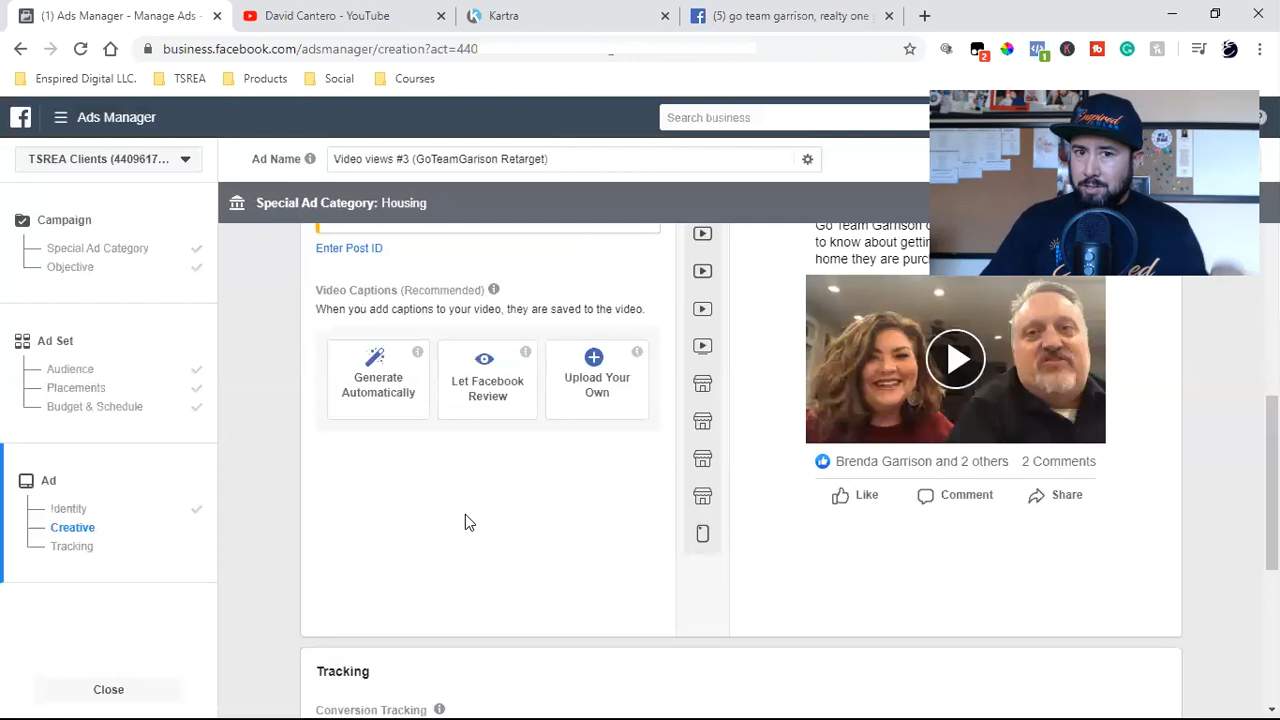 (1) Ads Manager - Manage Ads -
David Cantero - YouTube
Kartra
(5) go team garrison, realty one
business.facebook.com/adsmanager/creation?act=440
2
1
Enspired Digital LLC.
TSREA
Products
Social
Courses
Ads Manager
Search business
TSREA Clients (4409617...
Ad Name
Video views #3 (GoTeamGarison Retarget)
Special Ad Category: Housing
Campaign
Special Ad Category
Objective
Ad Set
Audience
Placements
Budget & Schedule
Ad
Identity
Creative
Tracking
Close
Enter Post ID
Video Captions (Recommended)
When you add captions to your video, they are saved to the video.
Generate
Automatically
Let Facebook
Review
Upload Your
Own
Go Team Garrison
to know about getti
home they are purc
Brenda Garrison and 2 others
2 Comments
Like
Comment
Share
Tracking
Conversion Tracking